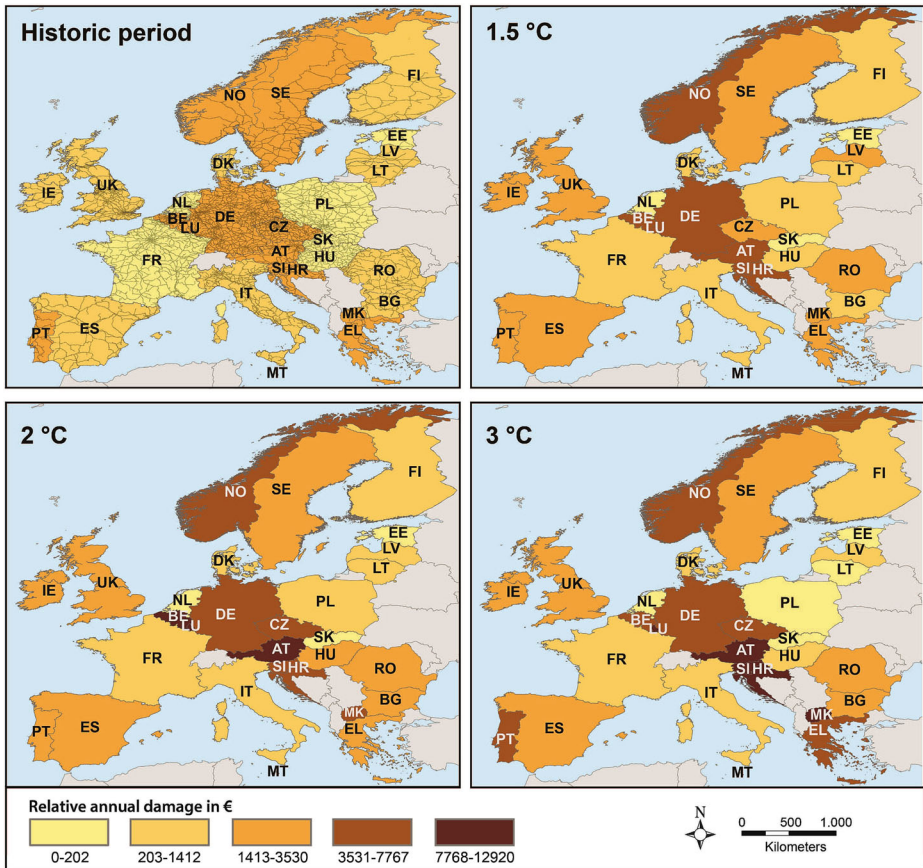 Historic period
FI
NO
SE
EE
LV
DK
LT
IE
UK
NL
PL
BE
DE
LU
CZ
SK
FR
AT
HU
SI HR
RO
IT
BG
PT
ES
MK
EL
MT
1.5 °C
NO
FI
SE
EE
LV
DK
LT
IE
UK
NL
PL
BE
DE
LU
CZ
SK
FR
AT
HU
SI HR
RO
IT
BG
PT
ES
MK
EL
MT
2 °C
FI
NO
SE
EE
LV
DK
LT
IE
UK
NL
PL
BE
DE
LU
CZ
SK
AT
HU
FR
SI HR
RO
IT
BG
PT
ES
MK
EL
MT
3 °C
FI
NO
SE
EE
LV
DK
LT
IE
UK
NL
PL
BE
DE
LU
CZ
SK
AT
HU
FR
SI HR
RO
IT
BG
PT
ES
MK
EL
MT
Relative annual damage in €
0-202
203-1412
1413-3530
3531-7767
7768-12920
N
0 500 1.000
Kilometers